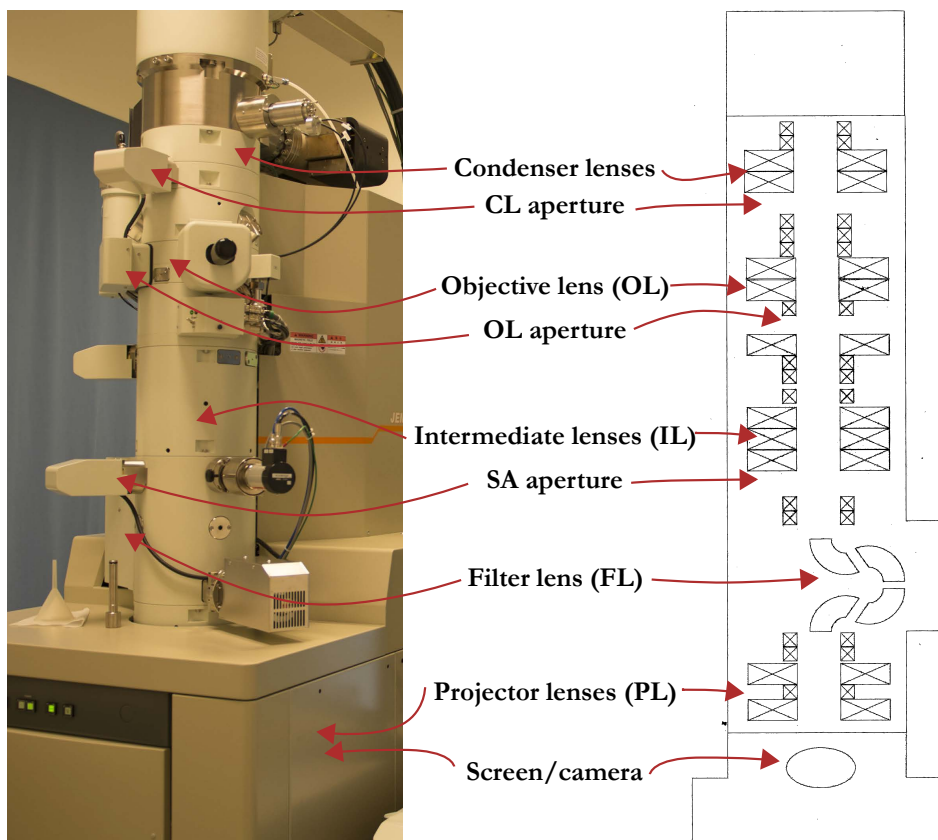 Condenser lenses
CL aperture
Objective lens (OL)
OL aperture
Intermediate lenses (IL)
SA aperture
Filter lens (FL)
Projector lenses (PL)
Screen/camera